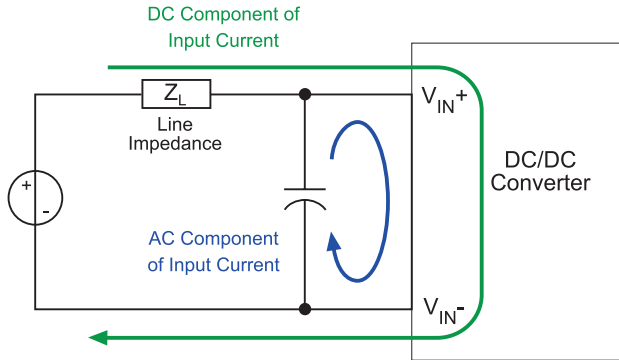 DC Component of
Input Current
Z_L
Line
Impedance
V_IN+
DC/DC
Converter
+
-
AC Component
of Input Current
V_IN-